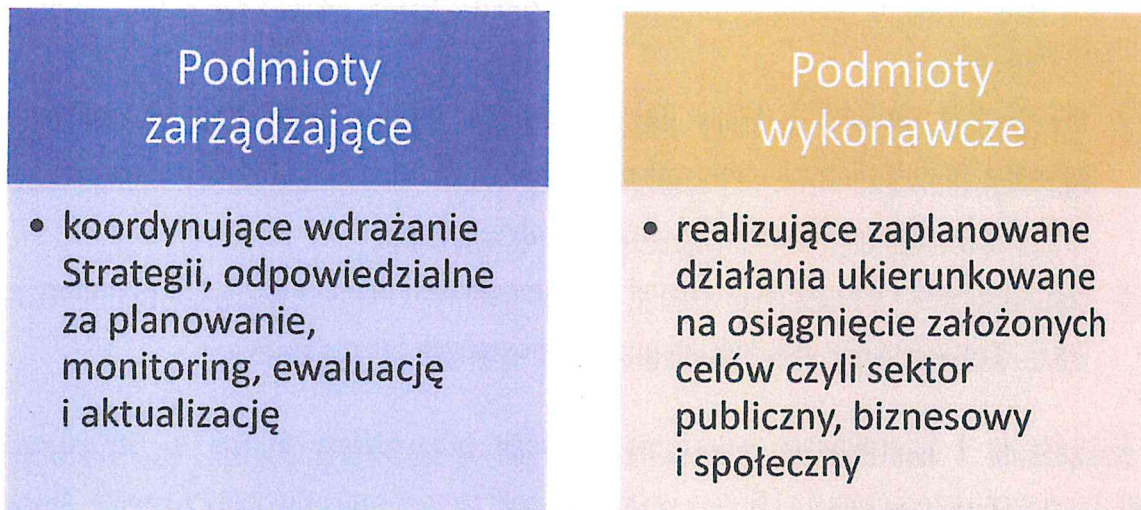 Podmioty
zarządzające
• koordynujące wdrażanie
Strategii, odpowiedzialne
za planowanie,
monitoring, ewaluację
i aktualizację
Podmioty
wykonawcze
• realizujące zaplanowane
działania ukierunkowane
na osiągnięcie założonych
celów czyli sektor
publiczny, biznesowy
i społeczny